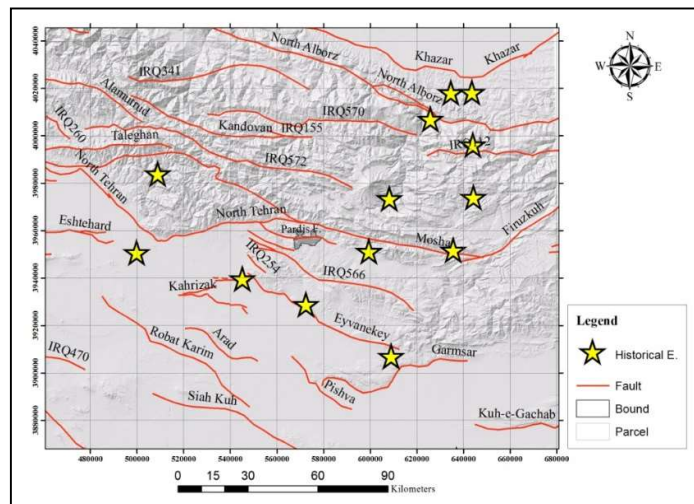 4040000
4020000
4000000
3980000
3960000
3940000
3920000
3900000
3880000
North Alborz
Khazar
Khazar
IRQ341
North Alborz
Alamutrud
IRQ570
IRQ260
Kandovan
IRQ155
Taleghan
IRQ572
North Tehran
North Tehran
Eshtehard
Pardis
Mosha
Firuzkuh
IRQ254
IRQ566
Kahrizak
Eyvanekey
Robat Karim
Arad
Garmsar
IRQ470
Pishva
Siah Kuh
Kuh-e-Gachab
480000 500000 520000 540000 560000 580000 600000 620000 640000 660000 680000
N
W E
S
Legend
Historical E.
Fault
Bound
Parcel
0 15 30 60 90
Kilometers